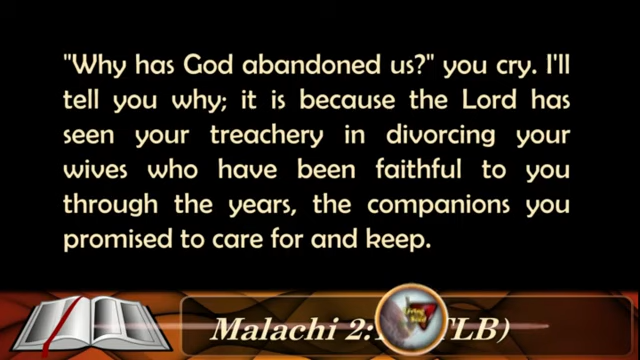 "Why has God abandoned us?" you cry. I'll
tell you why; it is because the Lord has
seen your treachery in divorcing your
wives who have been faithful to you
through the years, the companions you
promised to care for and keep.
Malachi 2: TLB)